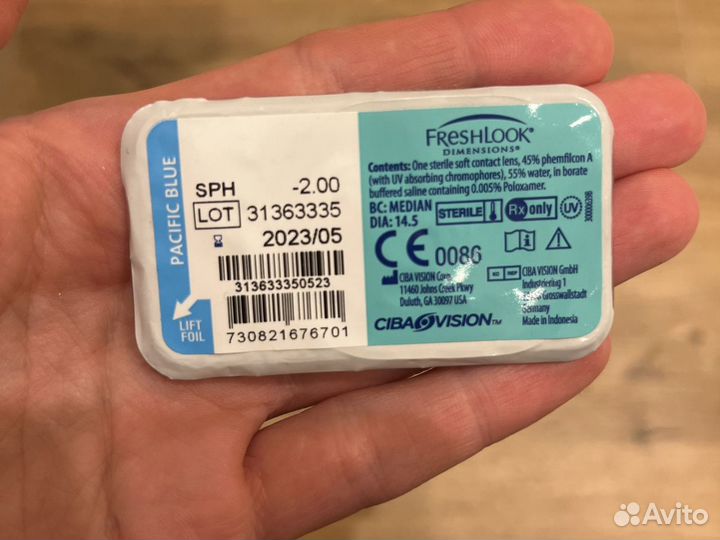 PACIFIC BLUE
LIFT
FOIL
SPH -2.00
LOT 31363335
2023/05
313633350523
730821676701
FRESHLOOK®
DIMENSIONS®
Contents: One sterile soft contact lens, 45% phemfilcon A
(with UV absorbing chromophores), 55% water, in borate
buffered saline containing 0.005% Poloxamer.
BC: MEDIAN
DIA: 14.5
STERILE
Rx only
UV
CE 0086
CIBA VISION Corp.
11460 Johns Creek Pkwy
Duluth, GA 30097 USA
CIBA VISION™
CIBA VISION GmbH
Industriering 1
Grosswallstadt
Germany
Made in Indonesia
Avito